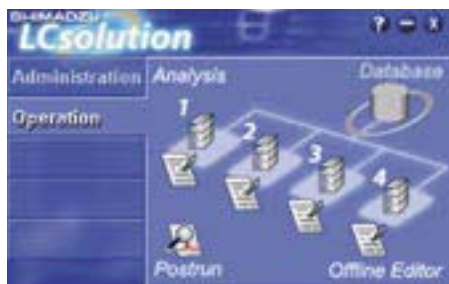 SHIMADZU
LCsolution
? – X
Administration
Analysis
Database
Operation
1
2
3
4
Postrun
Offline Editor